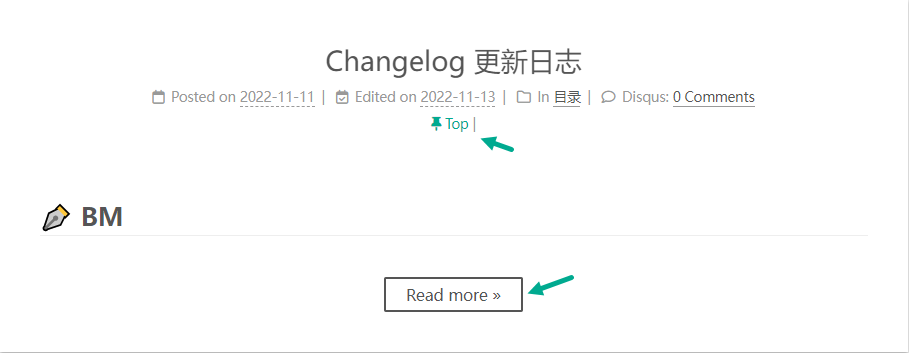 Changelog 更新日志
Posted on 2022-11-11 | Edited on 2022-11-13 | In 目录 | Disqus: 0 Comments
Top |
BM
Read more »